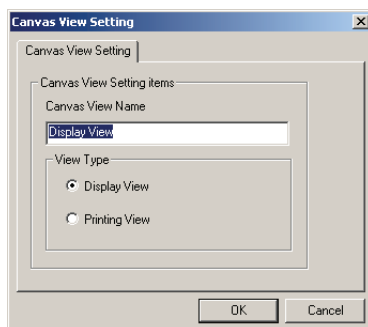 Canvas View Setting
Canvas View Setting
Canvas View Setting items
Canvas View Name
Display View
View Type
Display View
Printing View
OK Cancel